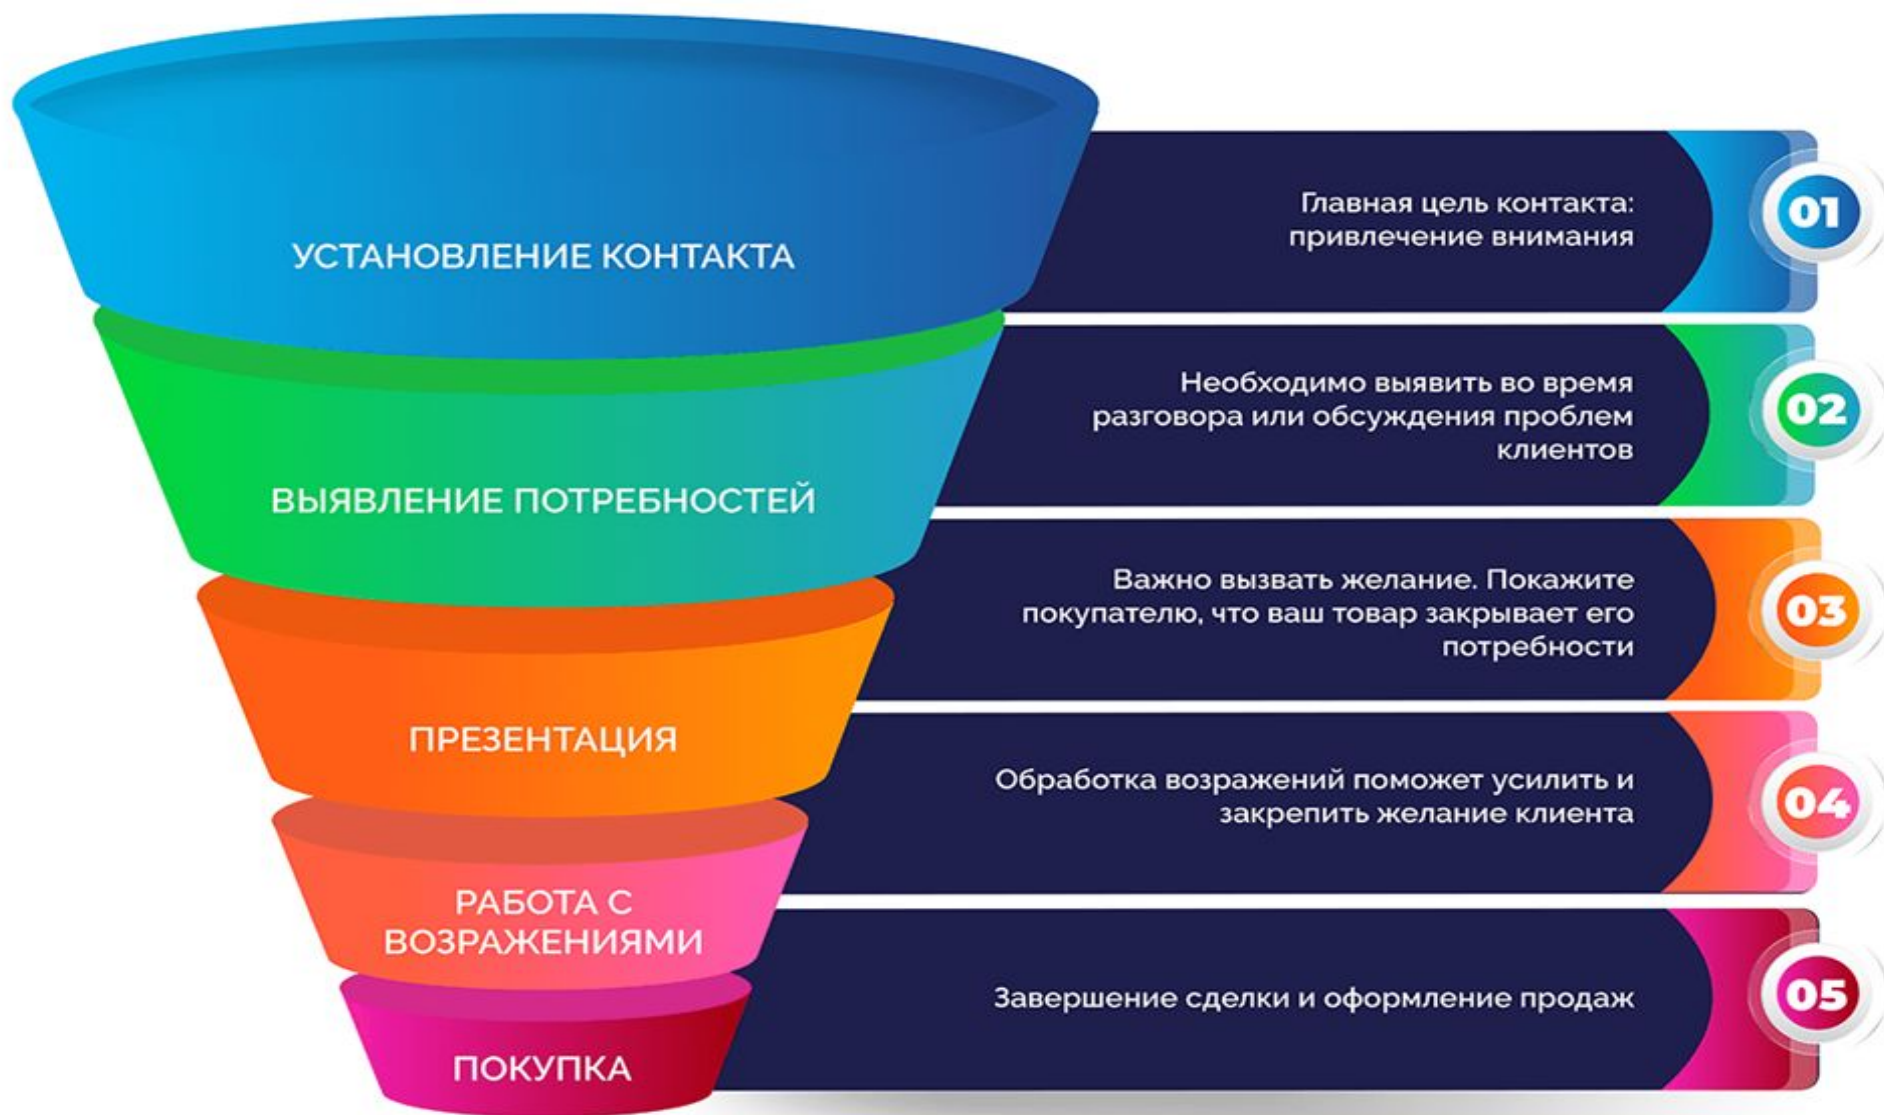 УСТАНОВЛЕНИЕ КОНТАКТА
Главная цель контакта:
привлечение внимания
01
ВЫЯВЛЕНИЕ ПОТРЕБНОСТЕЙ
Необходимо выявить во время
разговора или обсуждения проблем
клиентов
02
ПРЕЗЕНТАЦИЯ
Важно вызвать желание. Покажите
покупателю, что ваш товар закрывает его
потребности
03
РАБОТА С
ВОЗРАЖЕНИЯМИ
Обработка возражений поможет усилить и
закрепить желание клиента
04
ПОКУПКА
Завершение сделки и оформление продаж
05